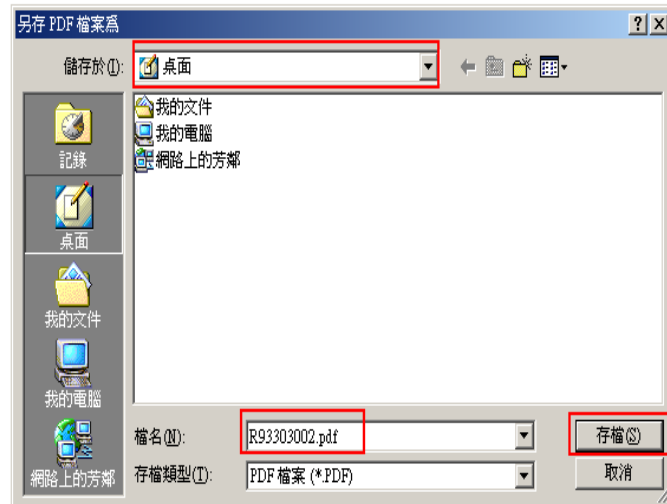 另存 PDF 檔案為
儲存於(I):
桌面
我的文件
我的電腦
網路上的芳鄰
記錄
桌面
我的文件
我的電腦
網路上的芳鄰
檔名(N):
R93303002.pdf
存檔(S)
存檔類型(T):
PDF 檔案 (*.PDF)
取消